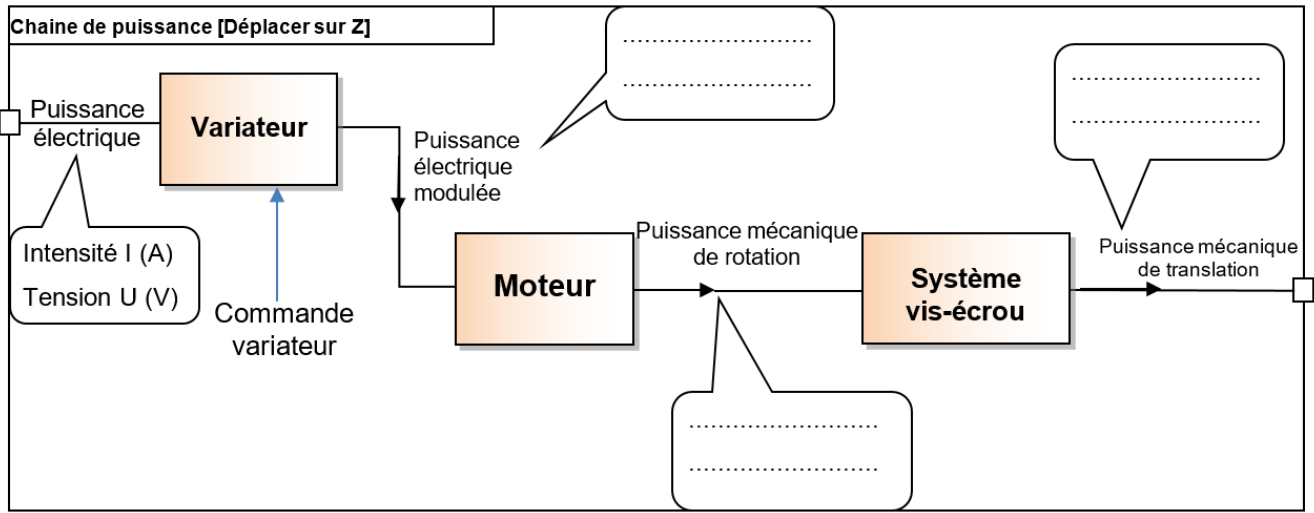 Chaine de puissance [Déplacer sur Z]
Puissance
électrique
Variateur
Puissance
électrique
modulée
..............................
..............................
..............................
..............................
Intensité I (A)
Tension U (V)
Commande
variateur
Moteur
Puissance mécanique
de rotation
Système
vis-écrou
Puissance mécanique
de translation
..............................
..............................